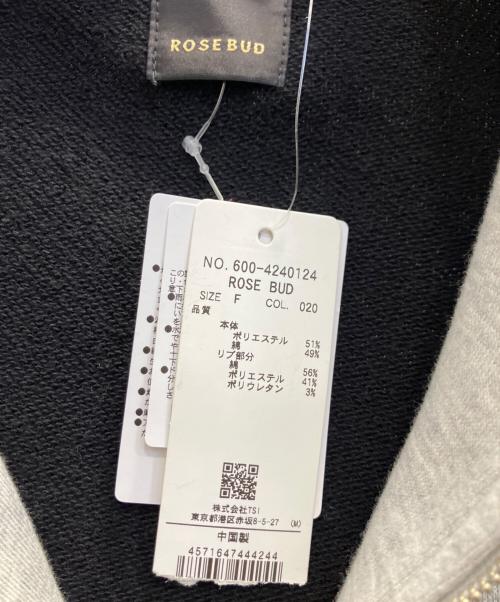 ROSE BUD
NO. 600-4240124
ROSE BUD
SIZE F COL. 020
品質
本体
ポリエステル 51%
綿 49%
リブ部分
綿 56%
ポリエステル 41%
ポリウレタン 3%
株式会社TSI
東京都港区赤坂8-5-27 (M)
中国製
4571647444244